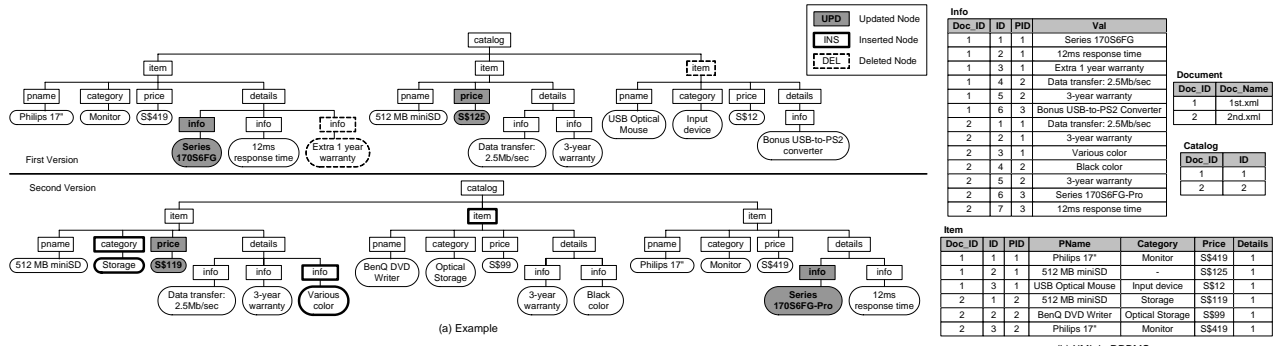 UPD Updated Node
INS Inserted Node
DEL Deleted Node
catalog
item item item
pname category price details pname price details pname category price details
Philips 17" Monitor S$419 info info info 512 MB miniSD S$125 info info USB Optical Mouse Input device S$12 info
Series 170S6FG 12ms response time Extra 1 year warranty Data transfer: 2.5Mb/sec 3-year warranty Bonus USB-to-PS2 converter
First Version
Second Version
catalog
item item item
pname category price details pname category price details pname category price details
512 MB miniSD Storage S$119 info info info BenQ DVD Writer Optical Storage S$99 info info Philips 17" Monitor S$419 info info
Data transfer: 2.5Mb/sec 3-year warranty Various color 3-year warranty Black color Series 170S6FG-Pro 12ms response time
(a) Example
Info
Doc_ID ID PID Val
1 1 1 Series 170S6FG
1 2 1 12ms response time
1 3 1 Extra 1 year warranty
1 4 2 Data transfer: 2.5Mb/sec
1 5 2 3-year warranty
1 6 3 Bonus USB-to-PS2 Converter
2 1 1 Data transfer: 2.5Mb/sec
2 2 1 3-year warranty
2 3 1 Various color
2 4 2 Black color
2 5 2 3-year warranty
2 6 3 Series 170S6FG-Pro
2 7 3 12ms response time
Document
Doc_ID Doc_Name
1 1st.xml
2 2nd.xml
Catalog
Doc_ID ID
1 1
2 2
Item
Doc_ID ID PID PName Category Price Details
1 1 1 Philips 17" Monitor S$419 1
1 2 1 512 MB miniSD - S$125 1
1 3 1 USB Optical Mouse Input device S$12 1
2 1 2 512 MB miniSD Storage S$119 1
2 2 2 BenQ DVD Writer Optical Storage S$99 1
2 3 2 Philips 17" Monitor S$419 1